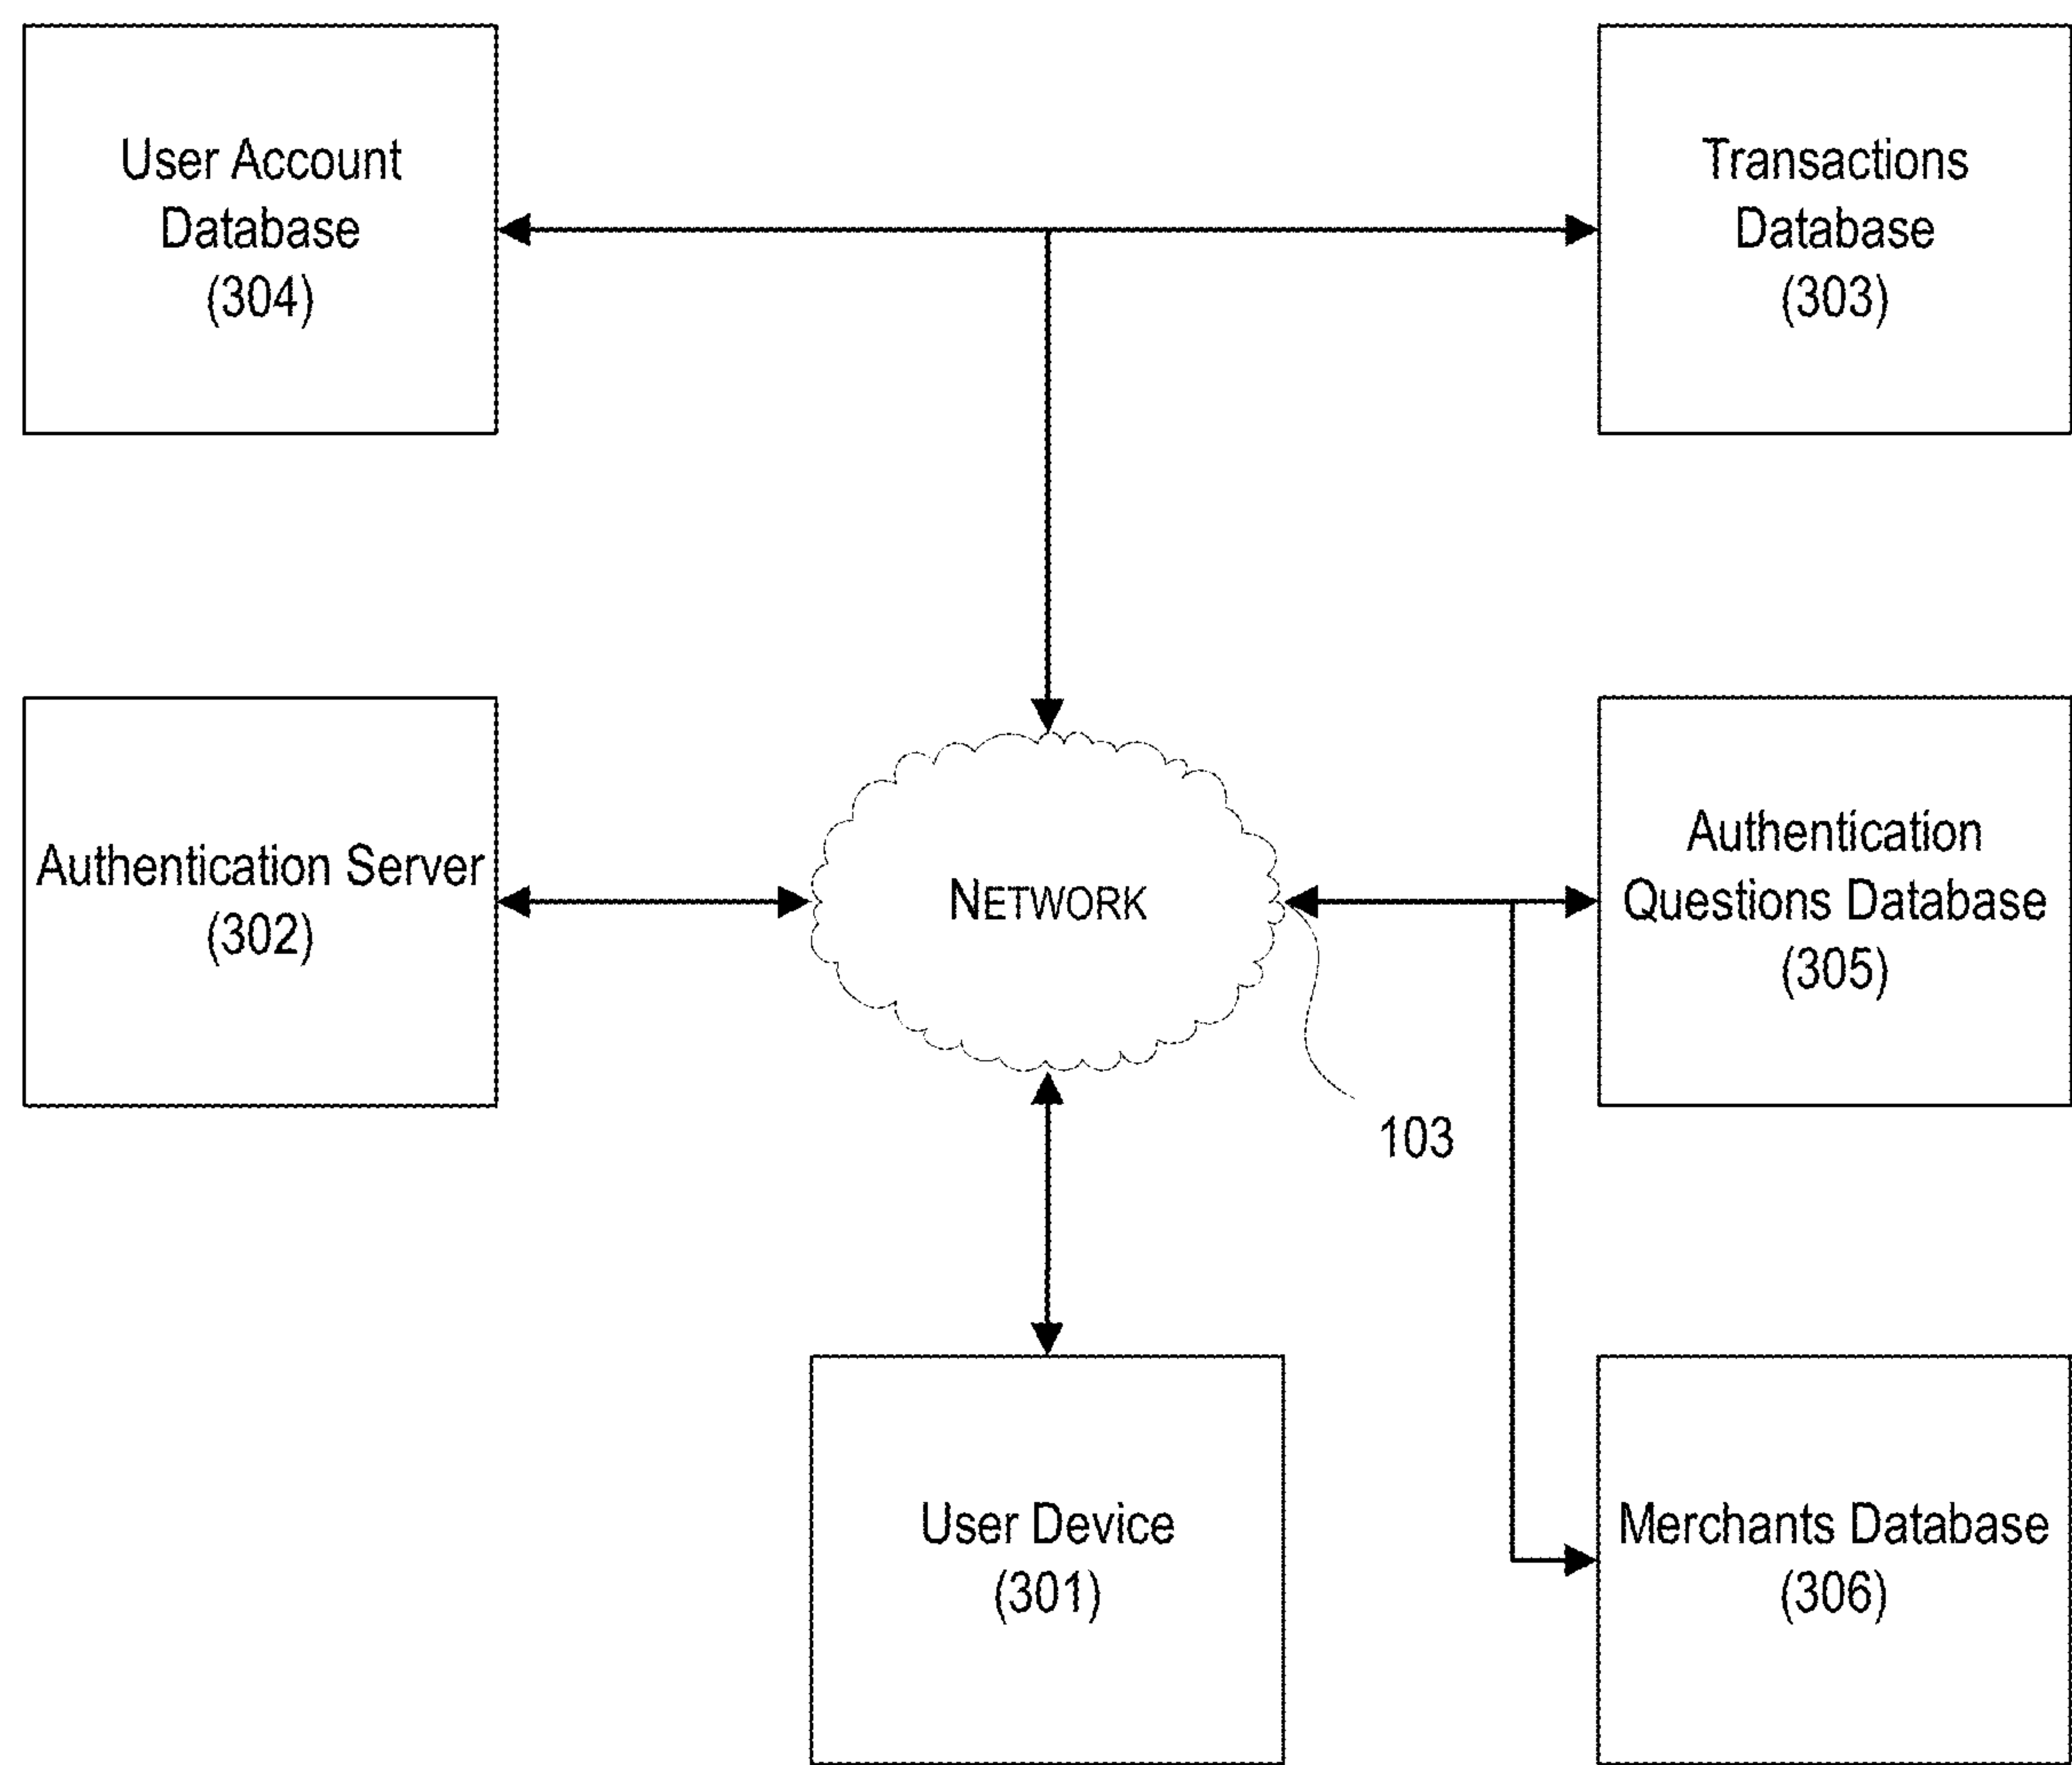 User Account
Database
(304)
Transactions
Database
(303)
Authentication Server
(302)
NETWORK
Authentication
Questions Database
(305)
103
User Device
(301)
Merchants Database
(306)